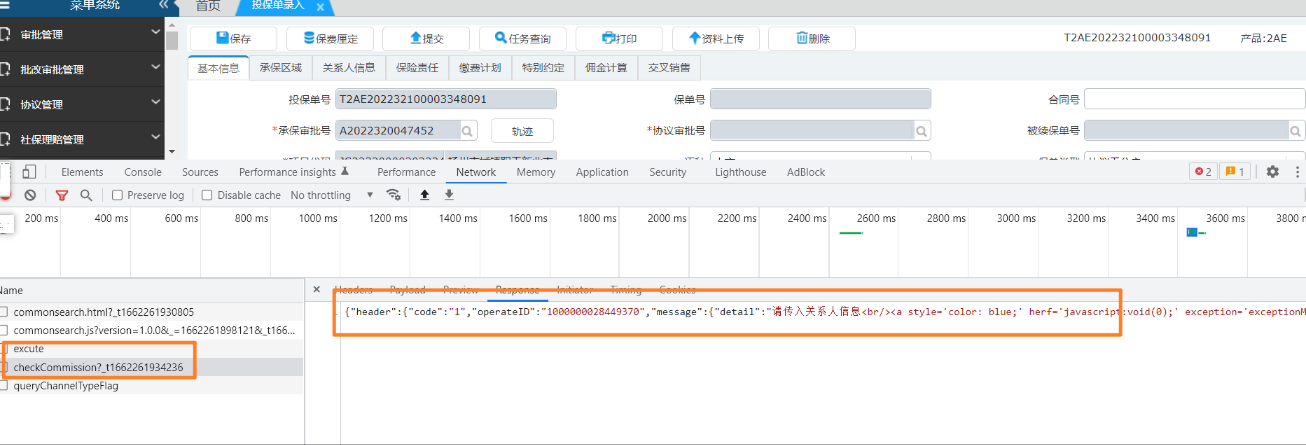 菜单系统 首页 投保单录入
审批管理
批改审批管理
协议管理
社保理赔管理
保存 保费厘定 提交 任务查询 打印 资料上传 删除 T2AE202232100003348091 产品:2AE
基本信息 承保区域 关系人信息 保险责任 缴费计划 特别约定 佣金计算 交叉销售
投保单号 T2AE202232100003348091 保单号 合同号
*承保审批号 A2022320047452 轨迹 *协议审批号 被续保单号
Elements Console Sources Performance insights Performance Network Memory Application Security Lighthouse AdBlock 2 1
Preserve log Disable cache No throttling
200 ms 400 ms 600 ms 800 ms 1000 ms 1200 ms 1400 ms 1600 ms 1800 ms 2000 ms 2200 ms 2400 ms 2600 ms 2800 ms 3000 ms 3200 ms 3400 ms 3600 ms 3800
Name × Headers Payload Preview Response Initiator Timing Cookies
commonsearch.html?_t1662261930805
commonsearch.js?version=1.0.0&_=1662261898121&_t166...
excute
checkCommission?_t1662261934236
queryChannelTypeFlag
{"header":{"code":"1","operateID":"1000000028449370","message":{"detail":"请传入关系人信息<br/><a style='color: blue;' herf='javascript:void(0);' exception='exceptionM